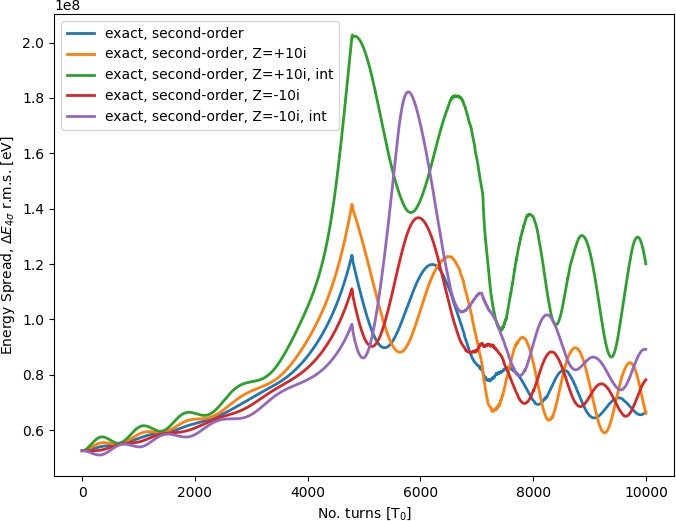 1e8
exact, second-order
exact, second-order, Z=+10i
exact, second-order, Z=+10i, int
exact, second-order, Z=-10i
exact, second-order, Z=-10i, int
2.0
1.8
1.6
1.4
1.2
1.0
0.8
0.6
Energy Spread, ΔE₄σ r.m.s. [eV]
0 2000 4000 6000 8000 10000
No. turns [T₀]